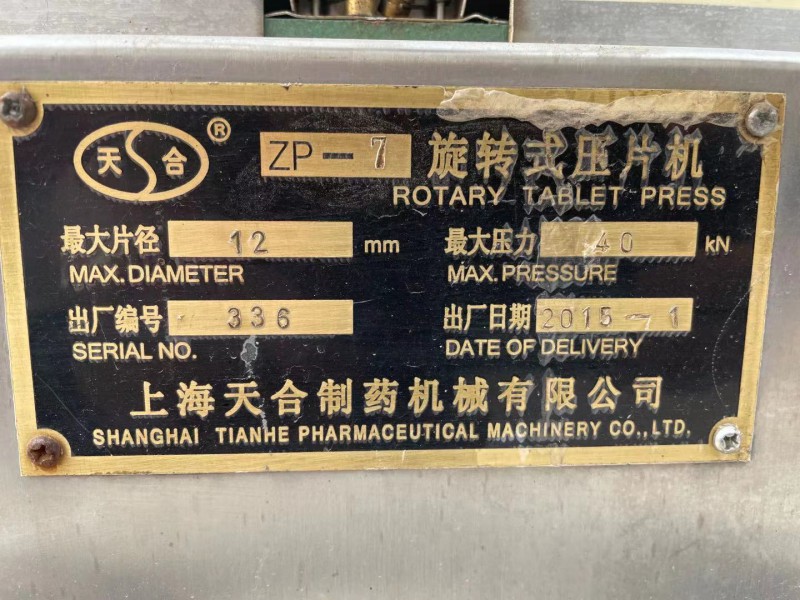 天合 ® ZP-7 旋转式压片机
ROTARY TABLET PRESS
最大片径 12 mm 最大压力 40 kN
MAX. DIAMETER MAX. PRESSURE
出厂编号 336 出厂日期 2015-1
SERIAL NO. DATE OF DELIVERY
上海天合制药机械有限公司
SHANGHAI TIANHE PHARMACEUTICAL MACHINERY CO., LTD.